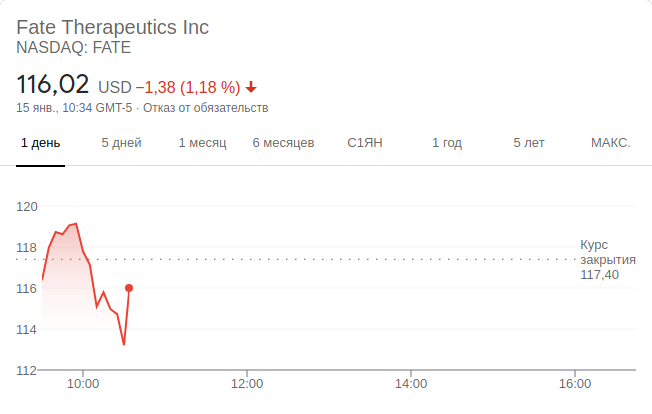 Fate Therapeutics Inc
NASDAQ: FATE
116,02 USD −1,38 (1,18 %)
15 янв., 10:34 GMT-5 · Отказ от обязательств
1 день 5 дней 1 месяц 6 месяцев С1ЯН 1 год 5 лет МАКС.
120
118
116
114
112
Курс
закрытия
117,40
10:00 12:00 14:00 16:00